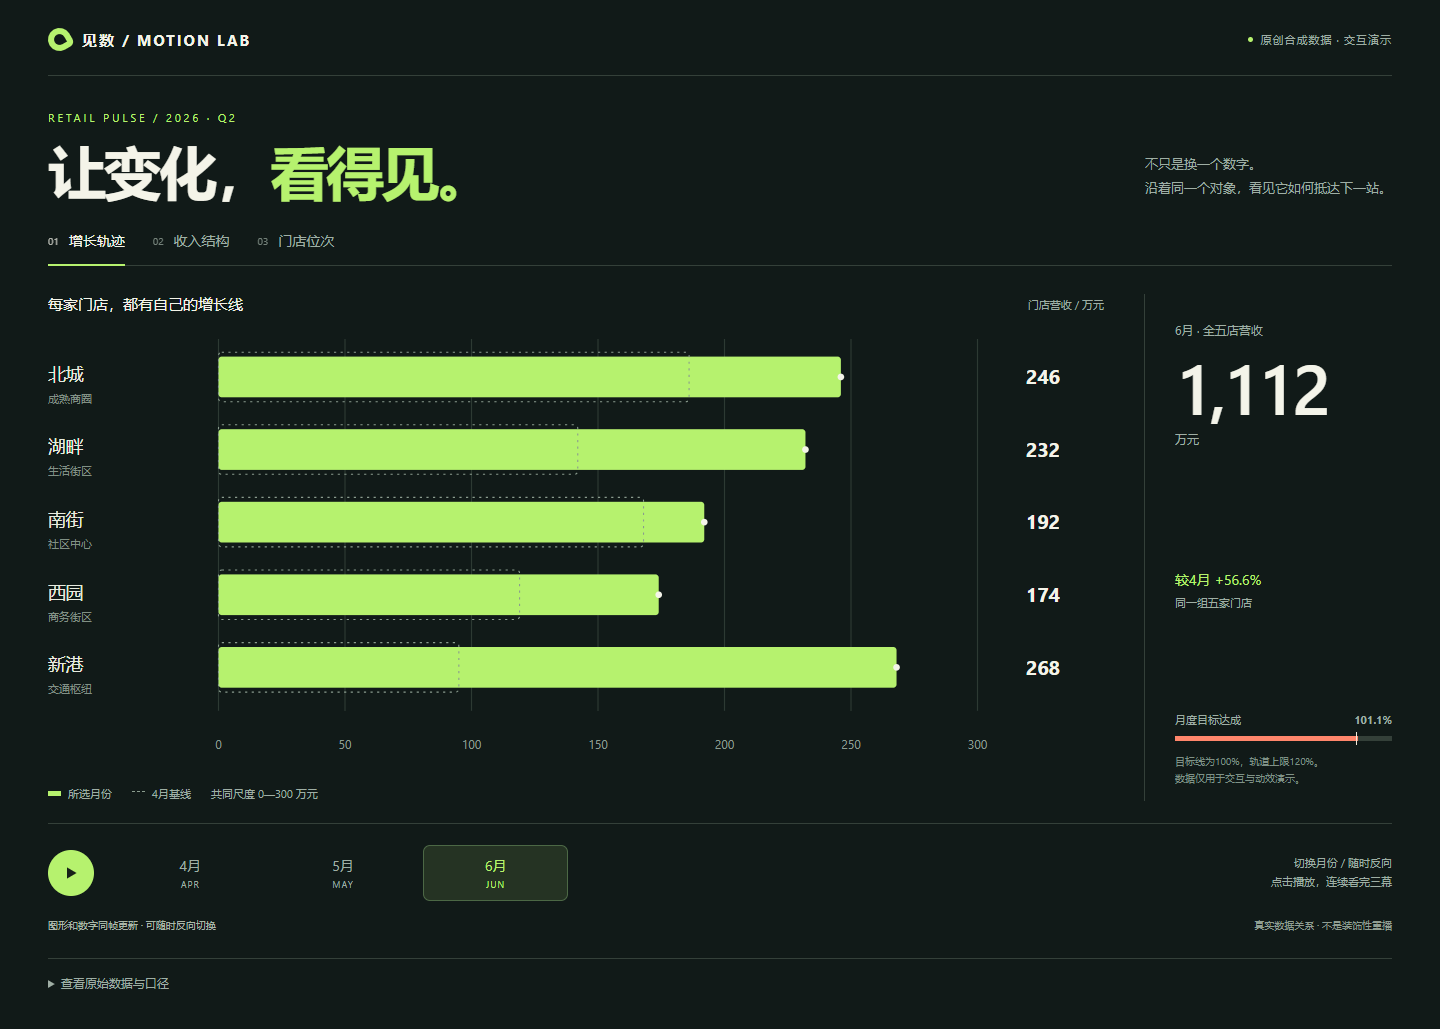 见数 / MOTION LAB
原创合成数据 · 交互演示
RETAIL PULSE / 2026 · Q2
让变化，看得见。
不只是换一个数字。
沿着同一个对象，看见它如何抵达下一站。
01 增长轨迹
02 收入结构
03 门店位次
每家门店，都有自己的增长线
门店营收 / 万元
北城
成熟商圈
246
湖畔
生活街区
232
南街
社区中心
192
西园
商务街区
174
新港
交通枢纽
268
0 50 100 150 200 250 300
所选月份
4月基线
共同尺度 0—300 万元
6月 · 全五店营收
1,112
万元
较4月 +56.6%
同一组五家门店
月度目标达成 101.1%
目标线为100%，轨道上限120%。
数据仅用于交互与动效演示。
4月
APR
5月
MAY
6月
JUN
切换月份 / 随时反向
点击播放，连续看完三幕
图形和数字同帧更新 · 可随时反向切换
真实数据关系 · 不是装饰性重播
查看原始数据与口径